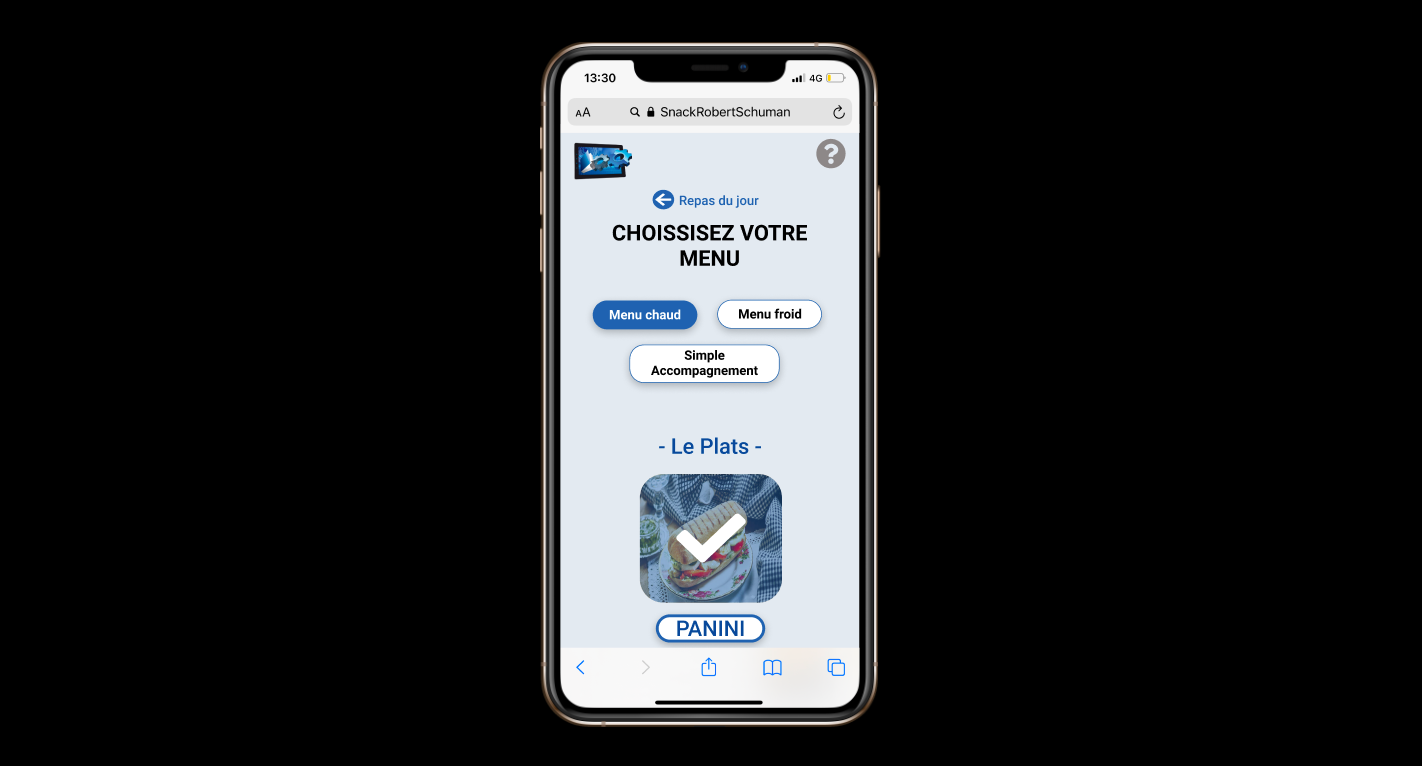 13:30
4G
AA
SnackRobertSchuman
?
Repas du jour
CHOISSISEZ VOTRE
MENU
Menu chaud
Menu froid
Simple
Accompagnement
- Le Plats -
PANINI